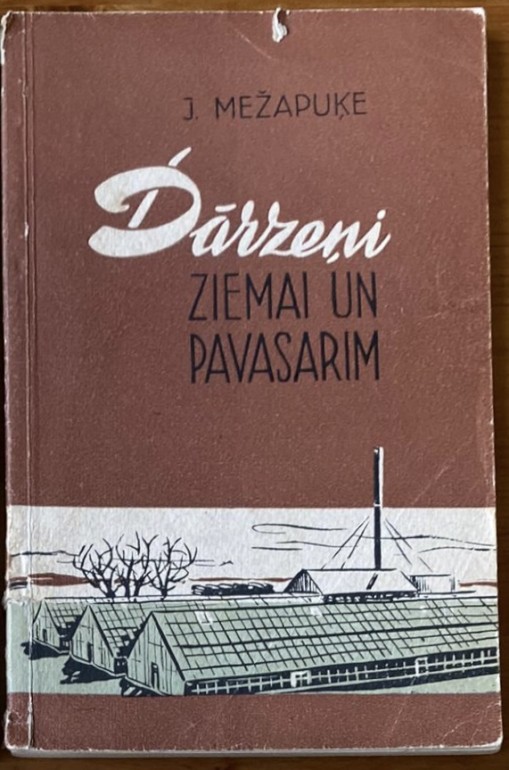 J. MEŽAPUĶE
Dārzeņi
ZIEMAI UN
PAVASARIM